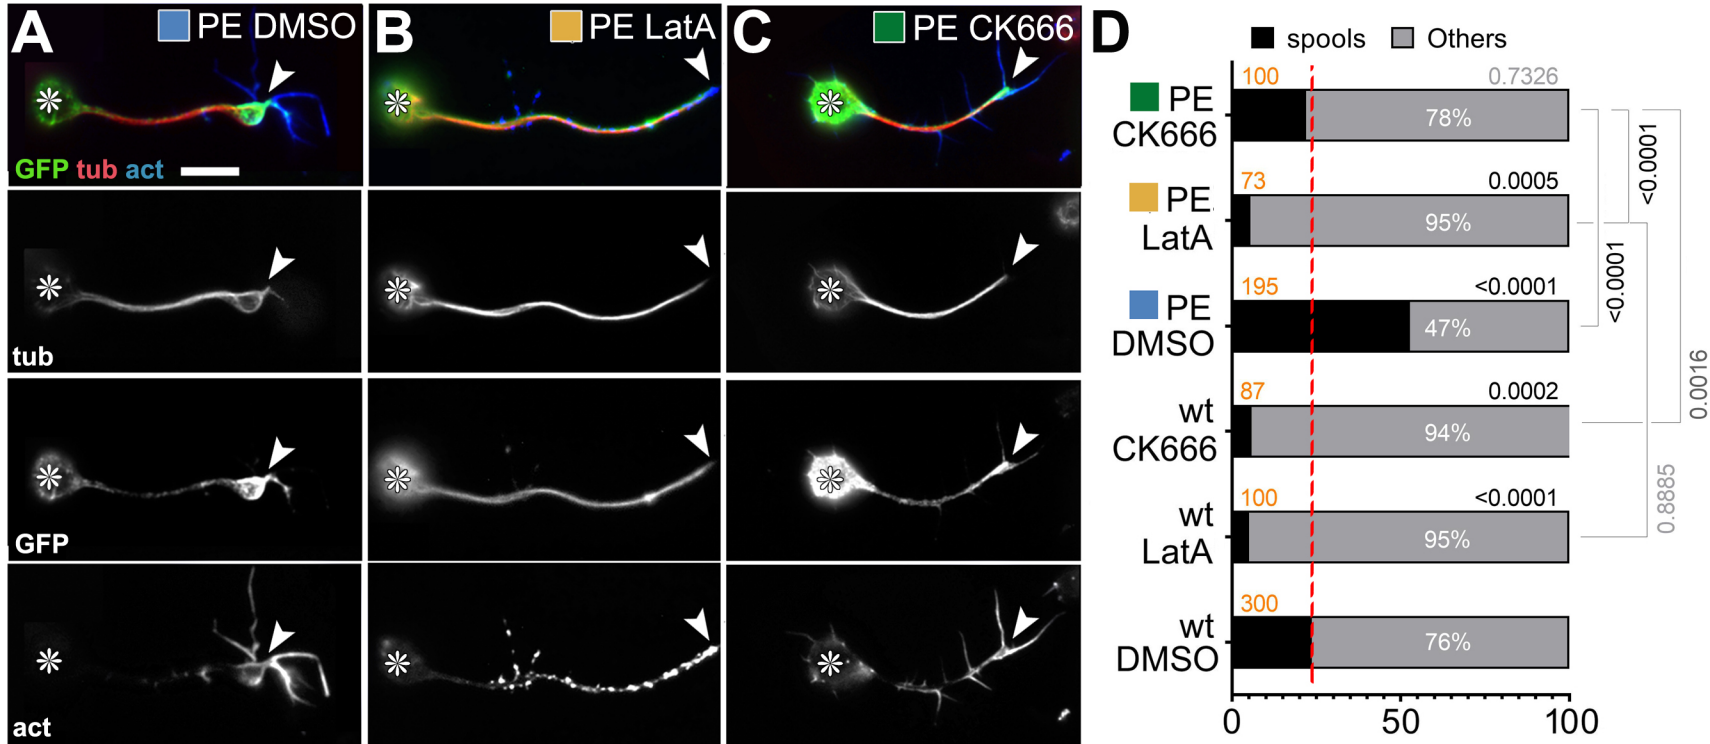 A
PE DMSO
B
PE LatA
C
PE CK666
D
GFP tub act
tub
GFP
act
spools
Others
100
0.7326
PE
CK666
78%
73
0.0005
PE
LatA
95%
195
<0.0001
PE
DMSO
47%
87
0.0002
wt
CK666
94%
100
<0.0001
wt
LatA
95%
300
wt
DMSO
76%
<0.0001
<0.0001
0.0016
0.8885
0
50
100